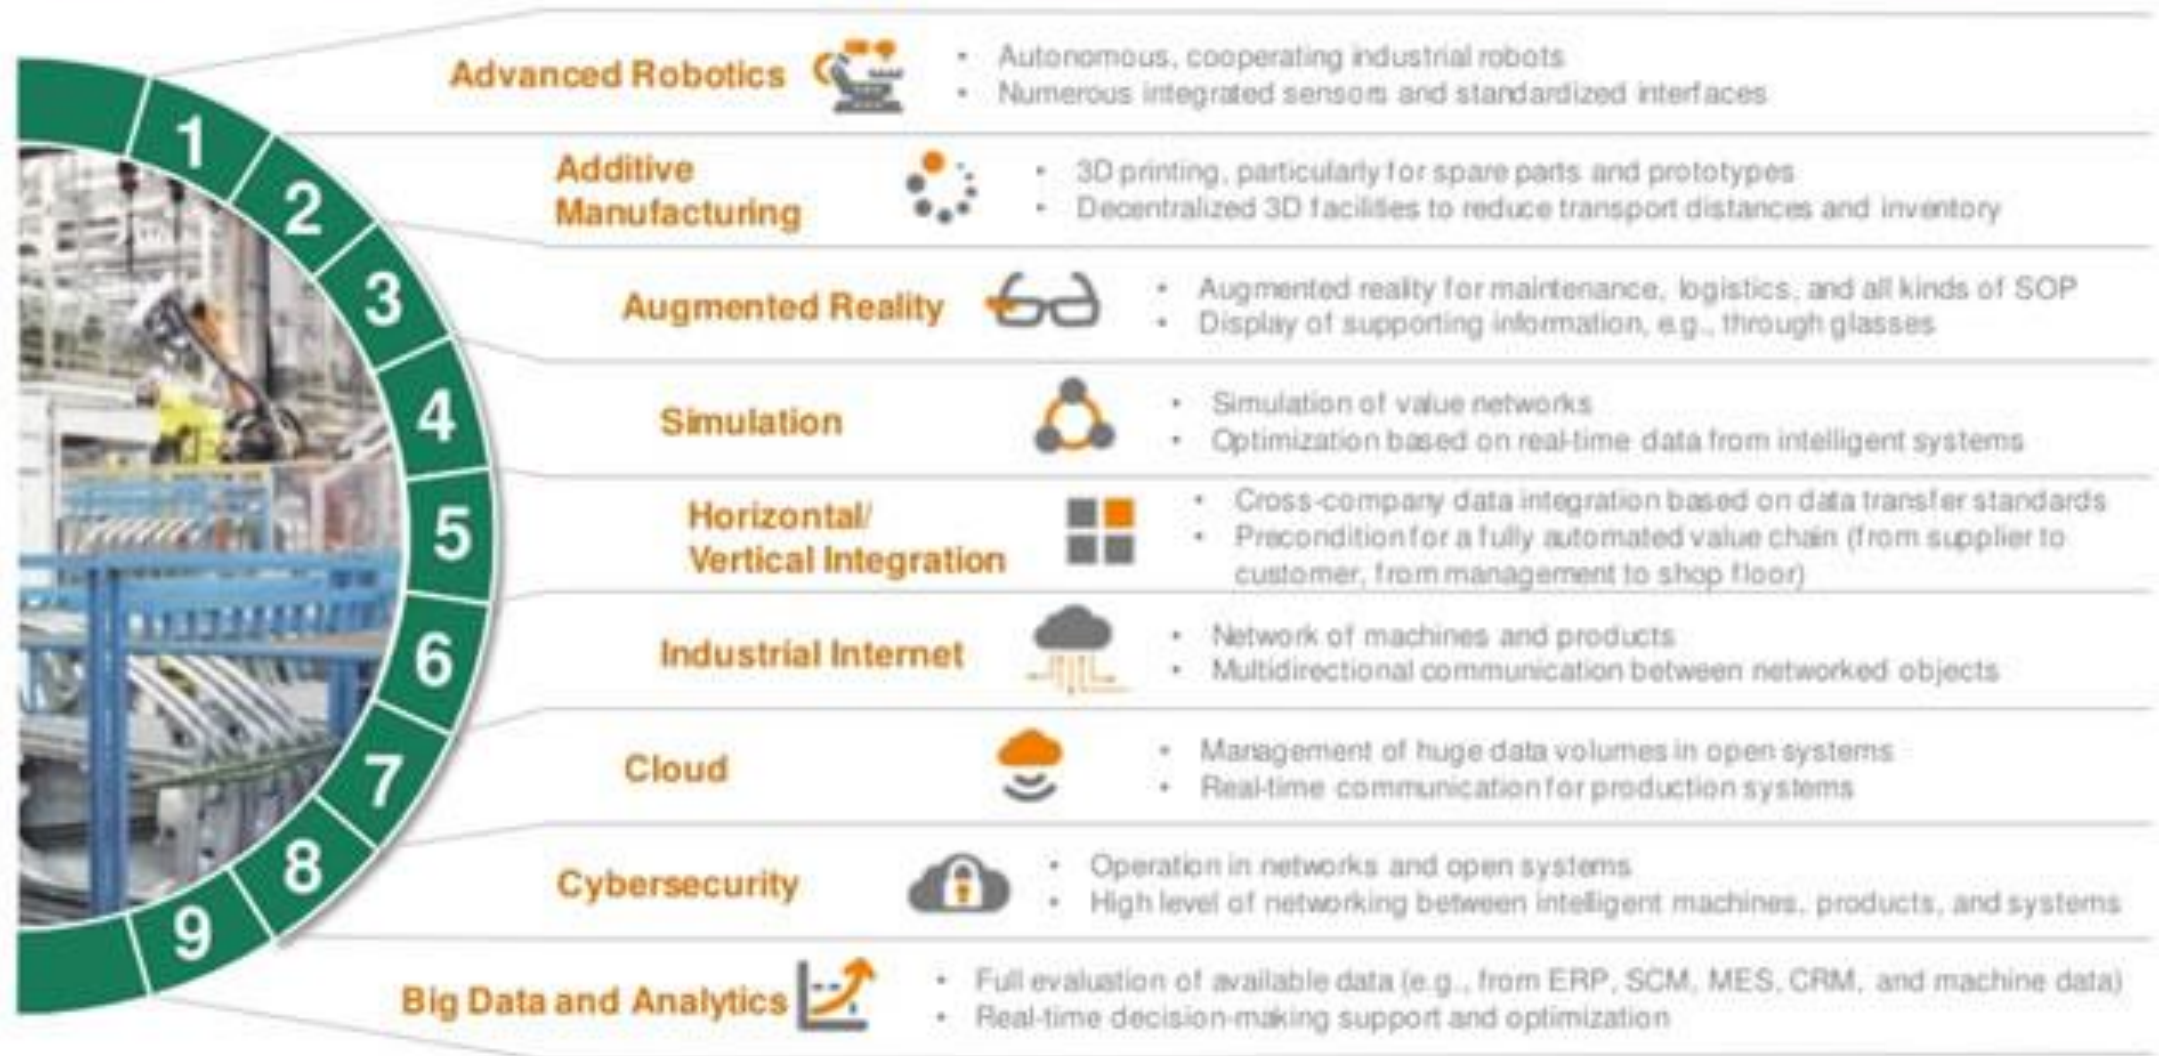 1
Advanced Robotics
• Autonomous, cooperating industrial robots
• Numerous integrated sensors and standardized interfaces
2
Additive
Manufacturing
• 3D printing, particularly for spare parts and prototypes
• Decentralized 3D facilities to reduce transport distances and inventory
3
Augmented Reality
• Augmented reality for maintenance, logistics, and all kinds of SOP
• Display of supporting information, e.g., through glasses
4
Simulation
• Simulation of value networks
• Optimization based on real-time data from intelligent systems
5
Horizontal/
Vertical Integration
• Cross-company data integration based on data transfer standards
• Precondition for a fully automated value chain (from supplier to
customer, from management to shop floor)
6
Industrial Internet
• Network of machines and products
• Multidirectional communication between networked objects
7
Cloud
• Management of huge data volumes in open systems
• Real-time communication for production systems
8
Cybersecurity
• Operation in networks and open systems
• High level of networking between intelligent machines, products, and systems
9
Big Data and Analytics
• Full evaluation of available data (e.g., from ERP, SCM, MES, CRM, and machine data)
• Real-time decision-making support and optimization